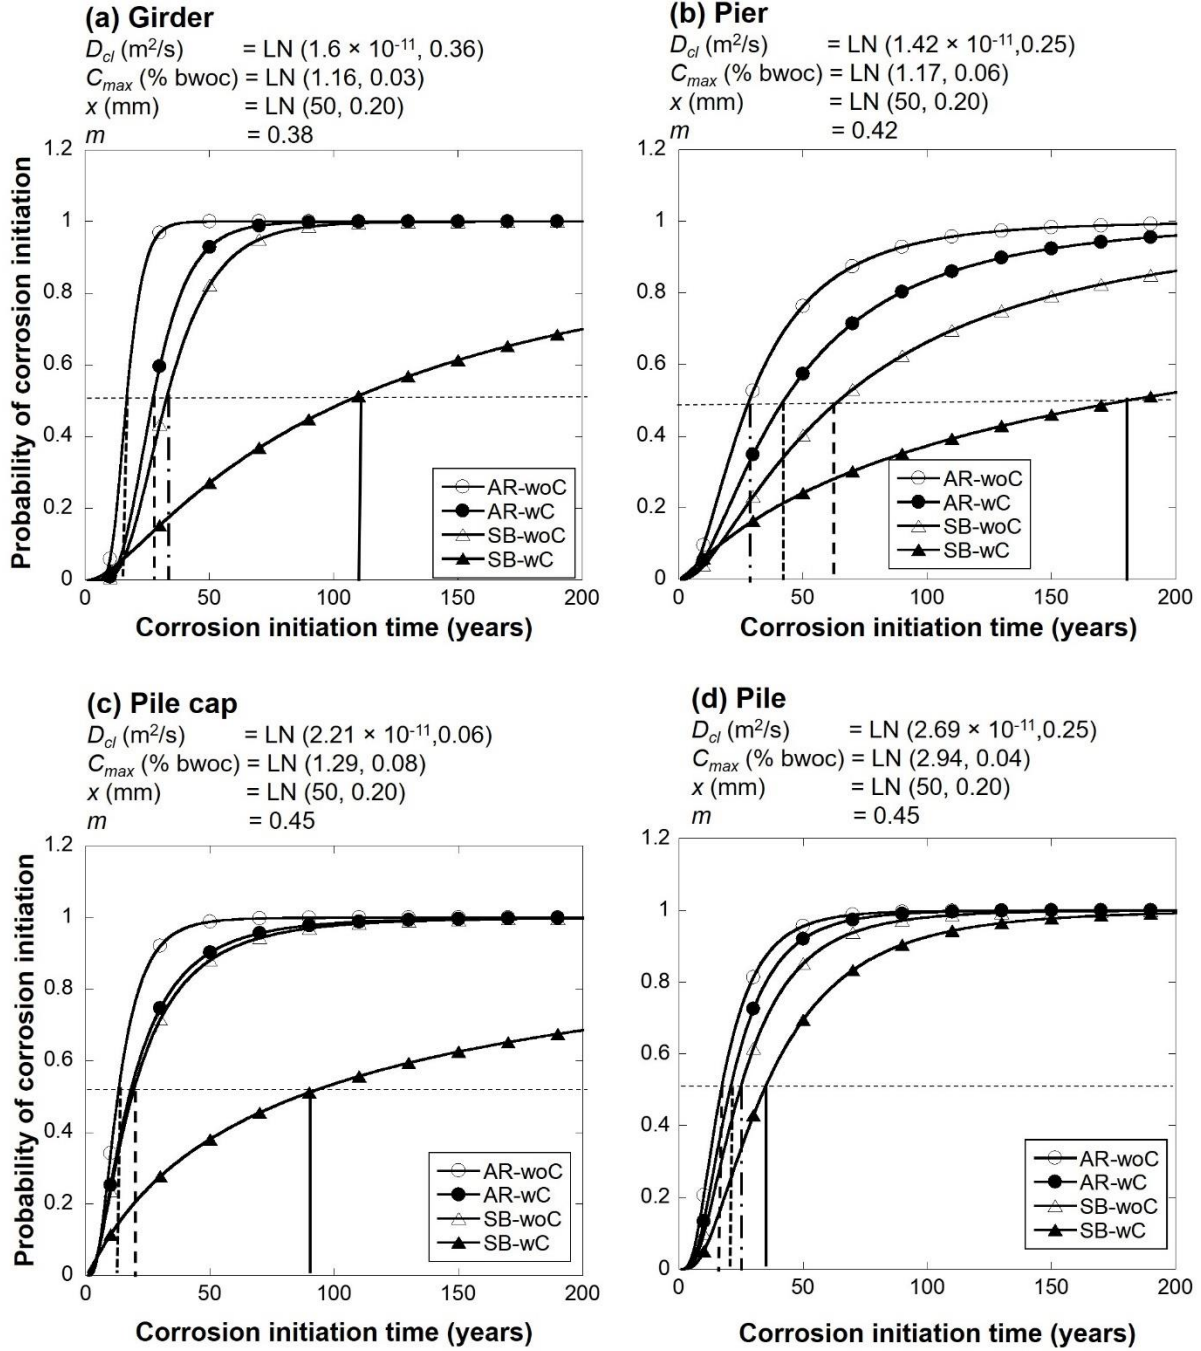 (a) Girder
D_cl (m²/s) = LN (1.6 × 10⁻¹¹, 0.36)
C_max (% bwoc) = LN (1.16, 0.03)
x (mm) = LN (50, 0.20)
m = 0.38
Probability of corrosion initiation
1.2
1
0.8
0.6
0.4
0.2
0
AR-woC
AR-wC
SB-woC
SB-wC
0 50 100 150 200
Corrosion initiation time (years)
(b) Pier
D_cl (m²/s) = LN (1.42 × 10⁻¹¹,0.25)
C_max (% bwoc) = LN (1.17, 0.06)
x (mm) = LN (50, 0.20)
m = 0.42
1.2
1
0.8
0.6
0.4
0.2
0
AR-woC
AR-wC
SB-woC
SB-wC
0 50 100 150 200
Corrosion initiation time (years)
(c) Pile cap
D_cl (m²/s) = LN (2.21 × 10⁻¹¹,0.06)
C_max (% bwoc) = LN (1.29, 0.08)
x (mm) = LN (50, 0.20)
m = 0.45
Probability of corrosion initiation
1.2
1
0.8
0.6
0.4
0.2
0
AR-woC
AR-wC
SB-woC
SB-wC
0 50 100 150 200
Corrosion initiation time (years)
(d) Pile
D_cl (m²/s) = LN (2.69 × 10⁻¹¹,0.25)
C_max (% bwoc) = LN (2.94, 0.04)
x (mm) = LN (50, 0.20)
m = 0.45
1.2
1
0.8
0.6
0.4
0.2
0
AR-woC
AR-wC
SB-woC
SB-wC
0 50 100 150 200
Corrosion initiation time (years)